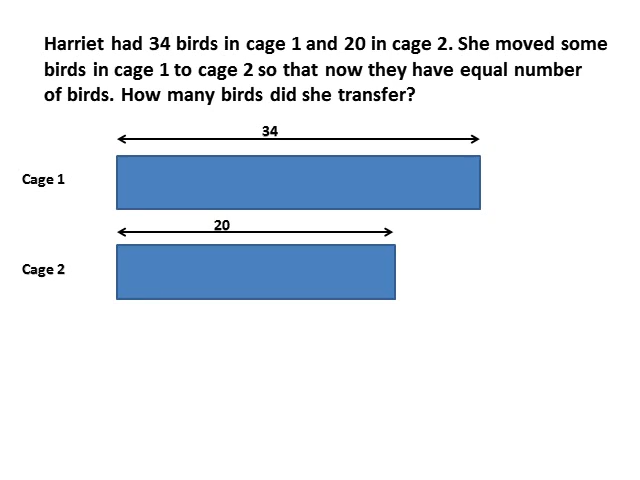 Harriet had 34 birds in cage 1 and 20 in cage 2. She moved some
birds in cage 1 to cage 2 so that now they have equal number
of birds. How many birds did she transfer?
34
Cage 1
20
Cage 2